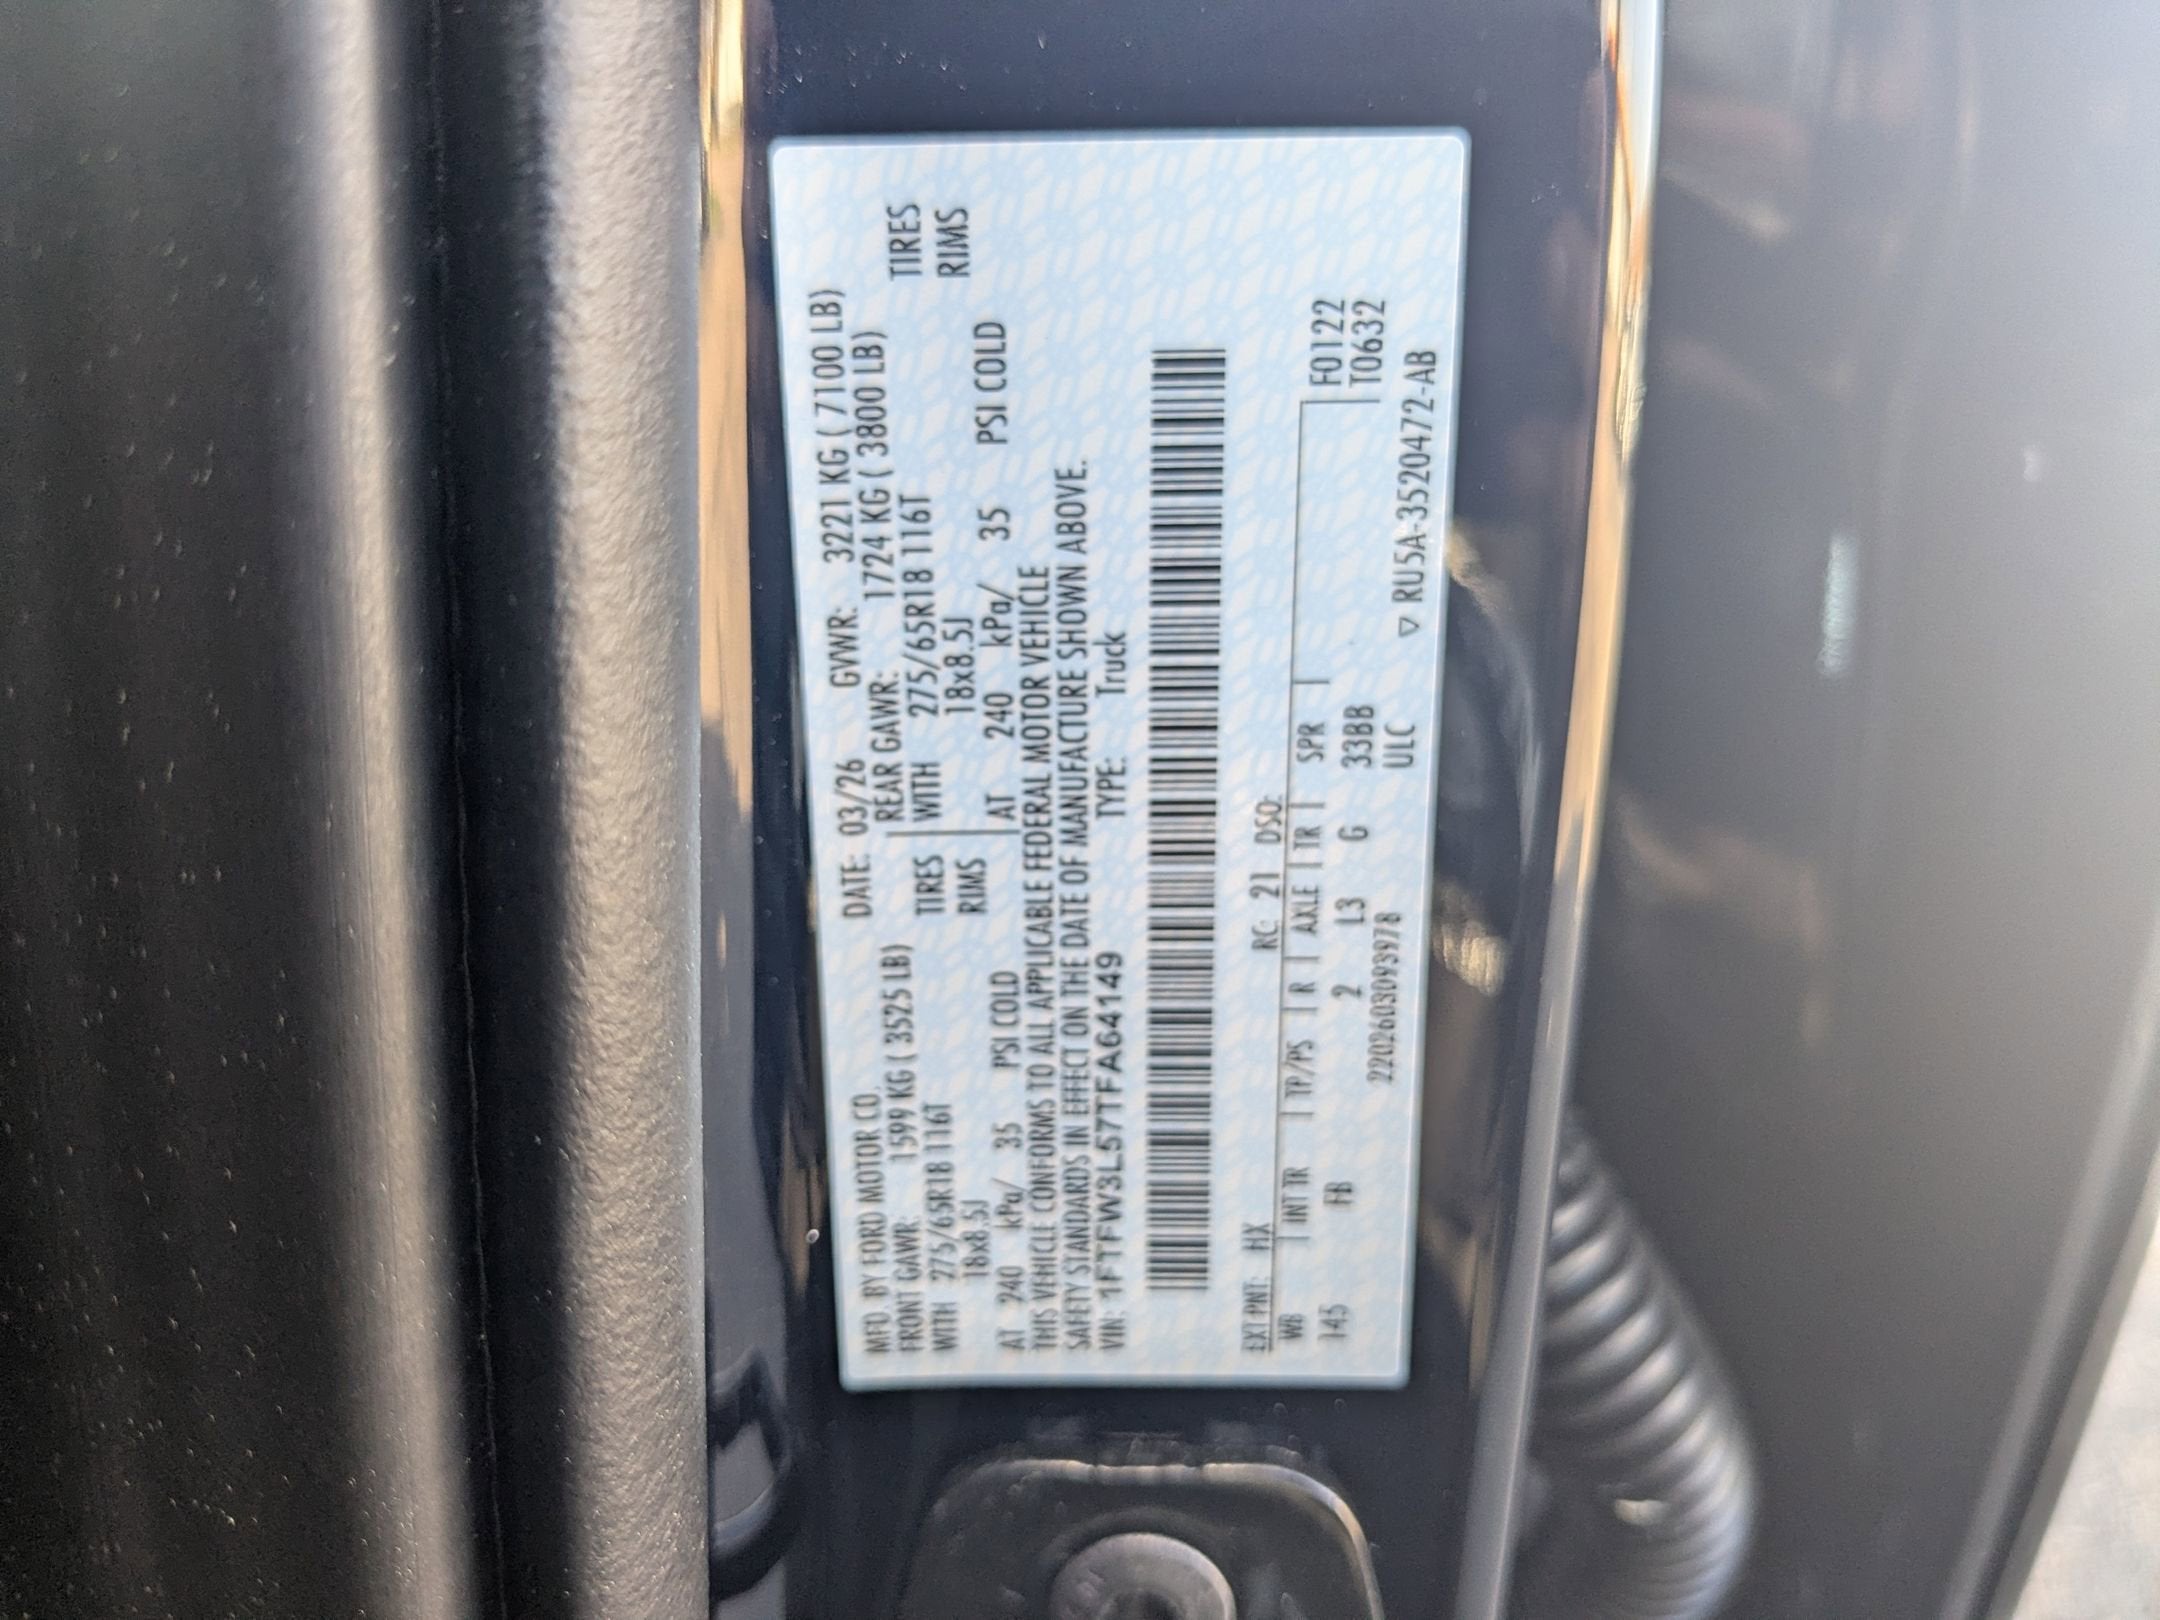 MFD. BY FORD MOTOR CO. DATE: 03/26 GVWR: 3221 KG ( 7100 LB)
FRONT GAWR: 1599 KG ( 3525 LB) REAR GAWR: 1724 KG ( 3800 LB)
WITH 275/65R18 116T TIRES WITH 275/65R18 116T TIRES
18x8.5J RIMS 18x8.5J RIMS
AT 240 kPa/ 35 PSI COLD AT 240 kPa/ 35 PSI COLD
THIS VEHICLE CONFORMS TO ALL APPLICABLE FEDERAL MOTOR VEHICLE
SAFETY STANDARDS IN EFFECT ON THE DATE OF MANUFACTURE SHOWN ABOVE.
VIN: 1FTFW3L57TFA64149 TYPE: Truck
EXT PNT: HX RC: 21 DSO:
WB | INT TR | TP/PS | R | AXLE | TR | SPR | F0122
145 FB 2 L3 G 33BB T0632
2202603093978 ULC ▽ RU5A-3520472-AB